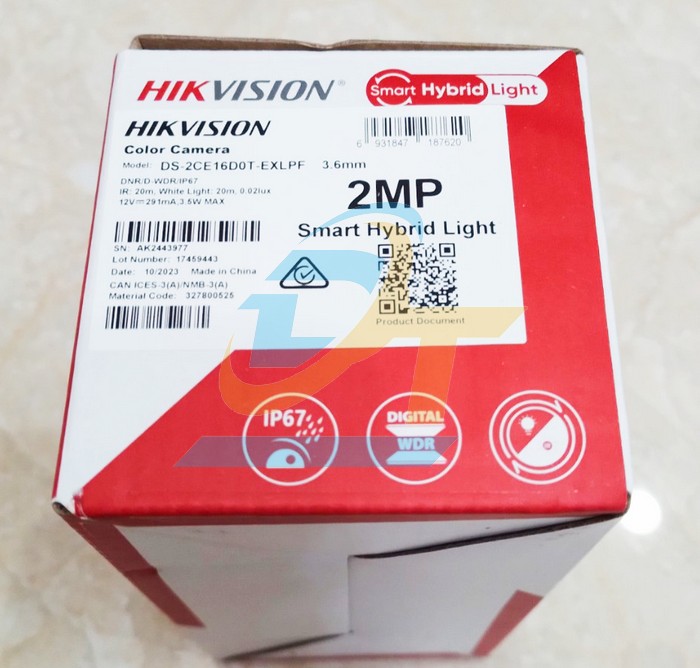 HIKVISION®
Smart Hybrid Light
HIKVISION
Color Camera
Model: DS-2CE16D0T-EXLPF 3.6mm
6 931847 187620
DNR/D-WDR/IP67
IR: 20m, White Light: 20m, 0.02lux
12V⎓291mA,3.5W MAX
2MP
Smart Hybrid Light
SN: AK2443977
Lot Number: 17459443
Date: 10/2023 Made in China
CAN ICES-3(A)/NMB-3(A)
Material Code: 327800525
Product Document
DT
IP67
DIGITAL
WDR